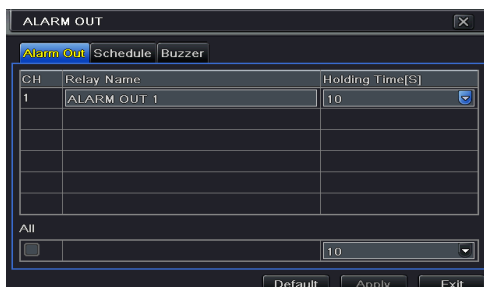 ALARM OUT
Alarm Out Schedule Buzzer
CH Relay Name Holding Time[S]
1 ALARM OUT 1 10
All
10
Default Apply Exit